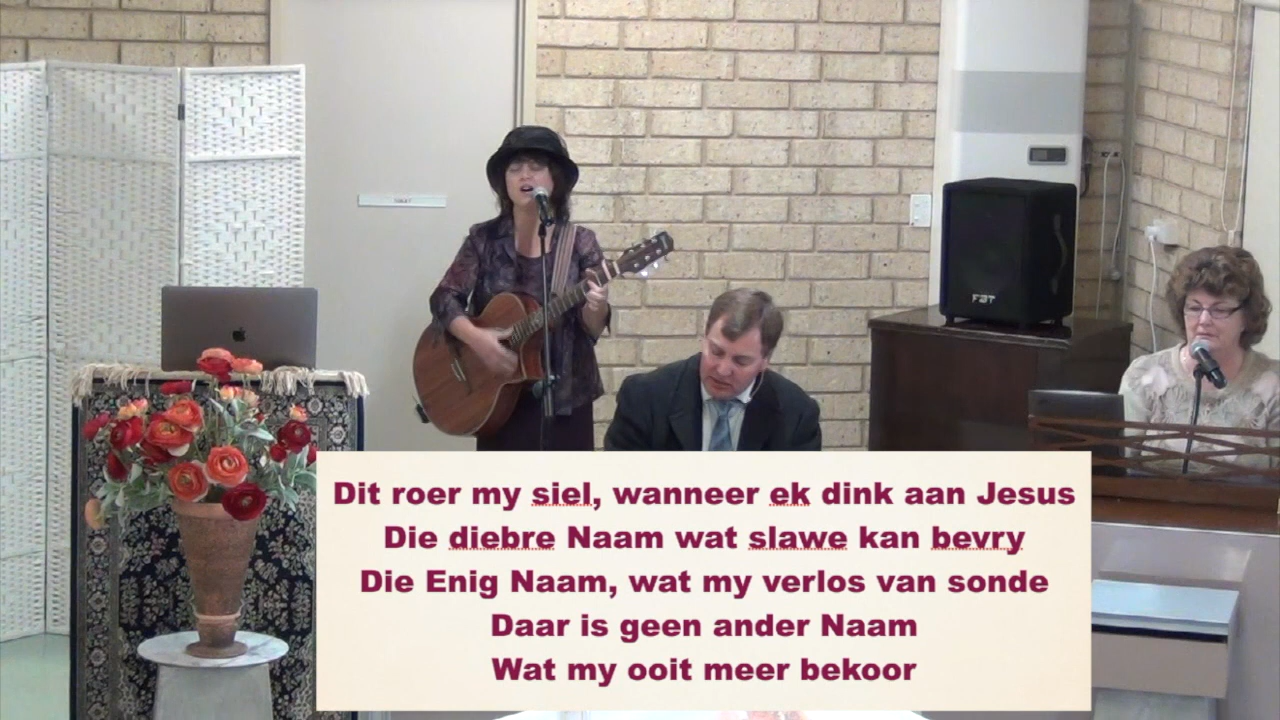 FBT
Dit roer my siel, wanneer ek dink aan Jesus
Die diebre Naam wat slawe kan bevry
Die Enig Naam, wat my verlos van sonde
Daar is geen ander Naam
Wat my ooit meer bekoor